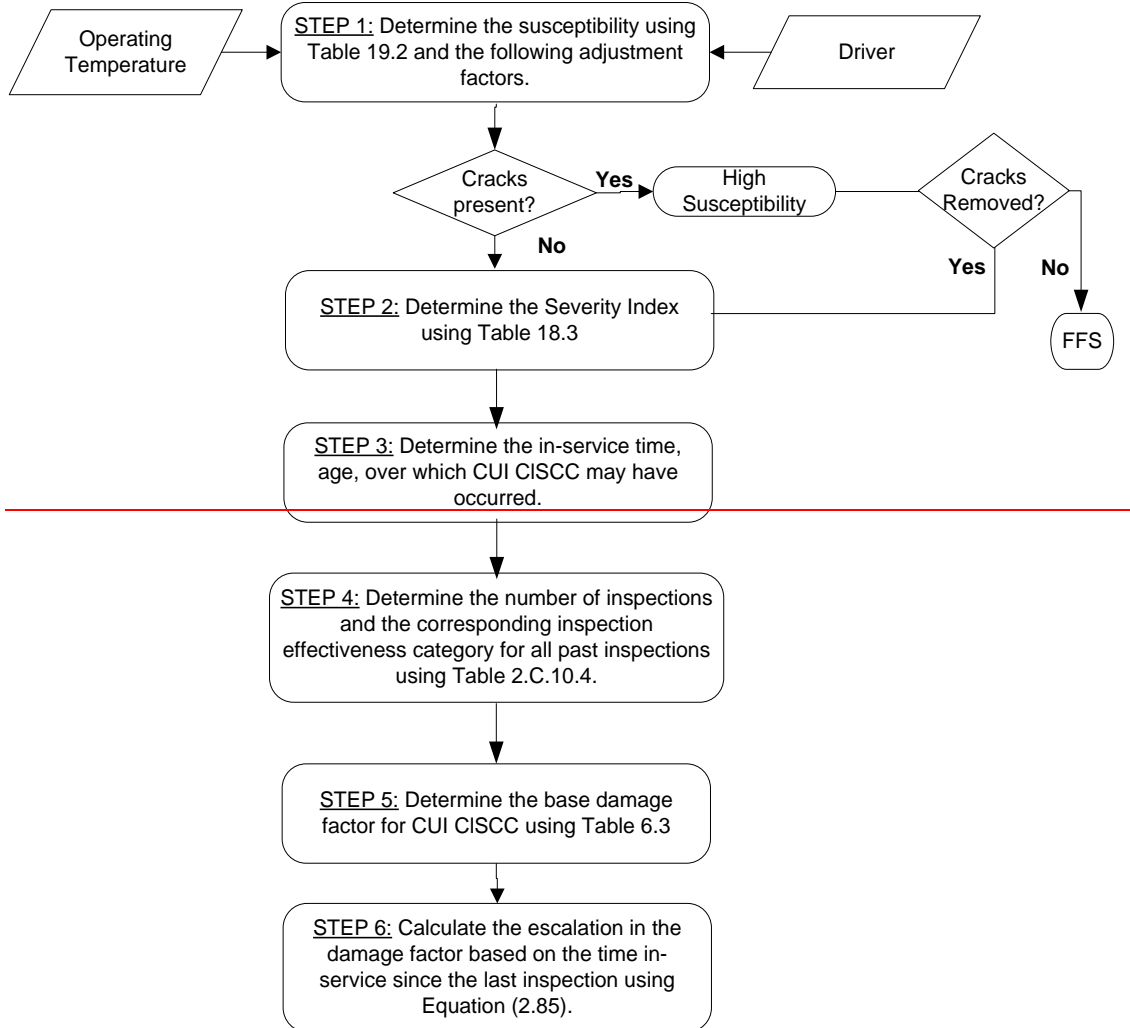 Operating
Temperature
STEP 1: Determine the susceptibility using
Table 19.2 and the following adjustment
factors.
Driver
Cracks
present?
Yes
High
Susceptibility
Cracks
Removed?
No
Yes
No
STEP 2: Determine the Severity Index
using Table 18.3
FFS
STEP 3: Determine the in-service time,
age, over which CUI ClSCC may have
occurred.
STEP 4: Determine the number of inspections
and the corresponding inspection
effectiveness category for all past inspections
using Table 2.C.10.4.
STEP 5: Determine the base damage
factor for CUI ClSCC using Table 6.3
STEP 6: Calculate the escalation in the
damage factor based on the time in-
service since the last inspection using
Equation (2.85).